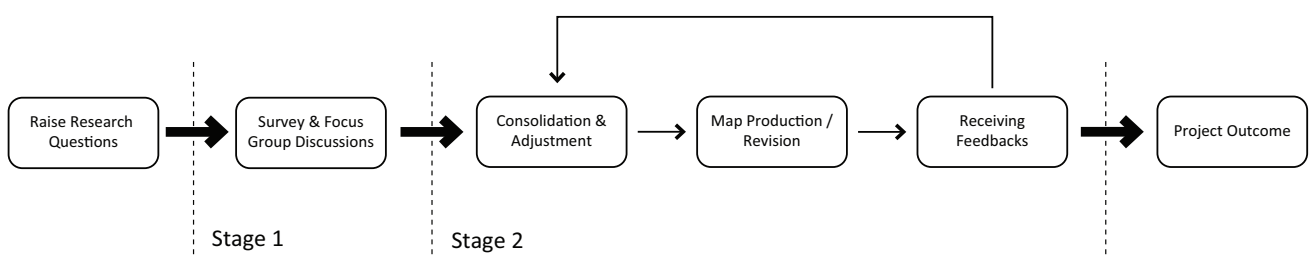 Raise Research
Questions
Survey & Focus
Group Discussions
Consolidation &
Adjustment
Map Production /
Revision
Receiving
Feedbacks
Project Outcome
Stage 1
Stage 2